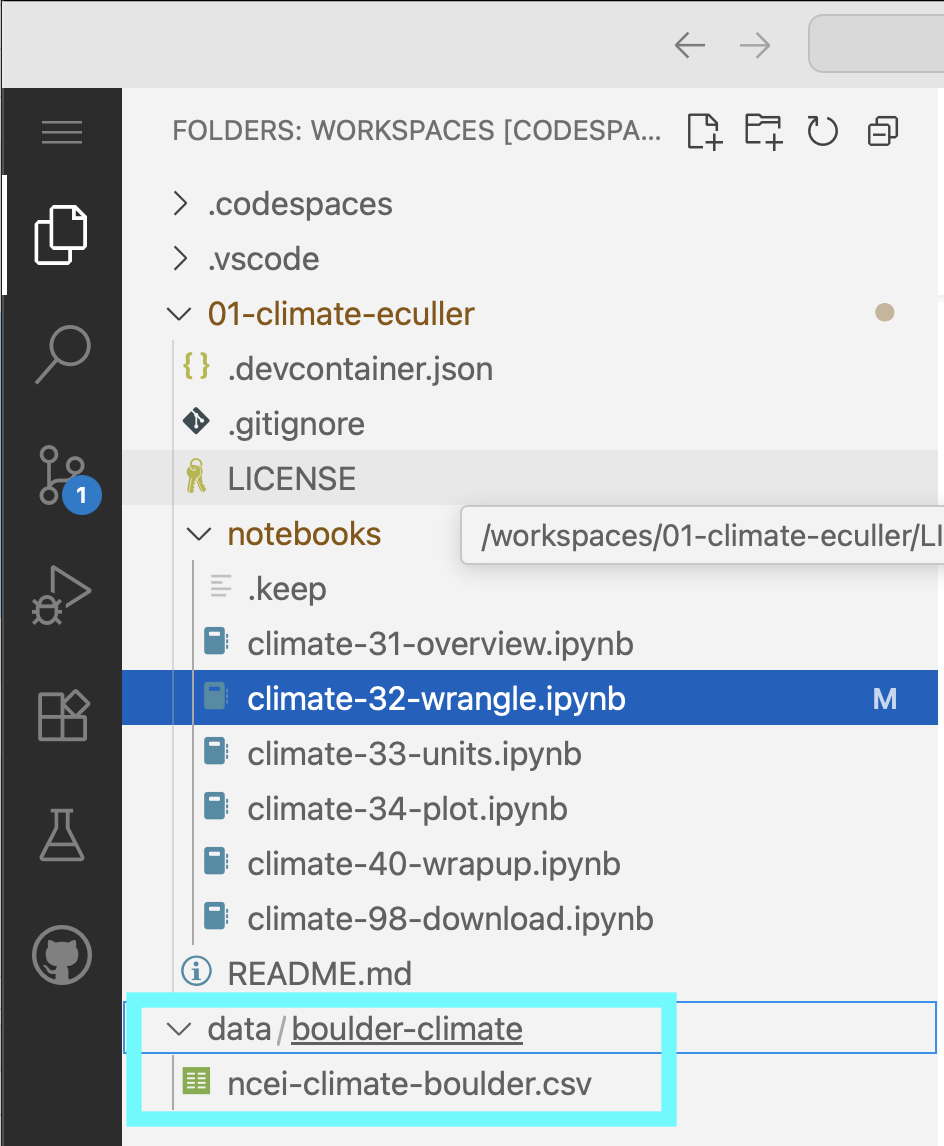 FOLDERS: WORKSPACES [CODESPA...
.codespaces
.vscode
01-climate-eculler
{} .devcontainer.json
.gitignore
LICENSE
notebooks
/workspaces/01-climate-eculler/LI
.keep
climate-31-overview.ipynb
climate-32-wrangle.ipynb M
climate-33-units.ipynb
climate-34-plot.ipynb
climate-40-wrapup.ipynb
climate-98-download.ipynb
README.md
data/boulder-climate
ncei-climate-boulder.csv
1